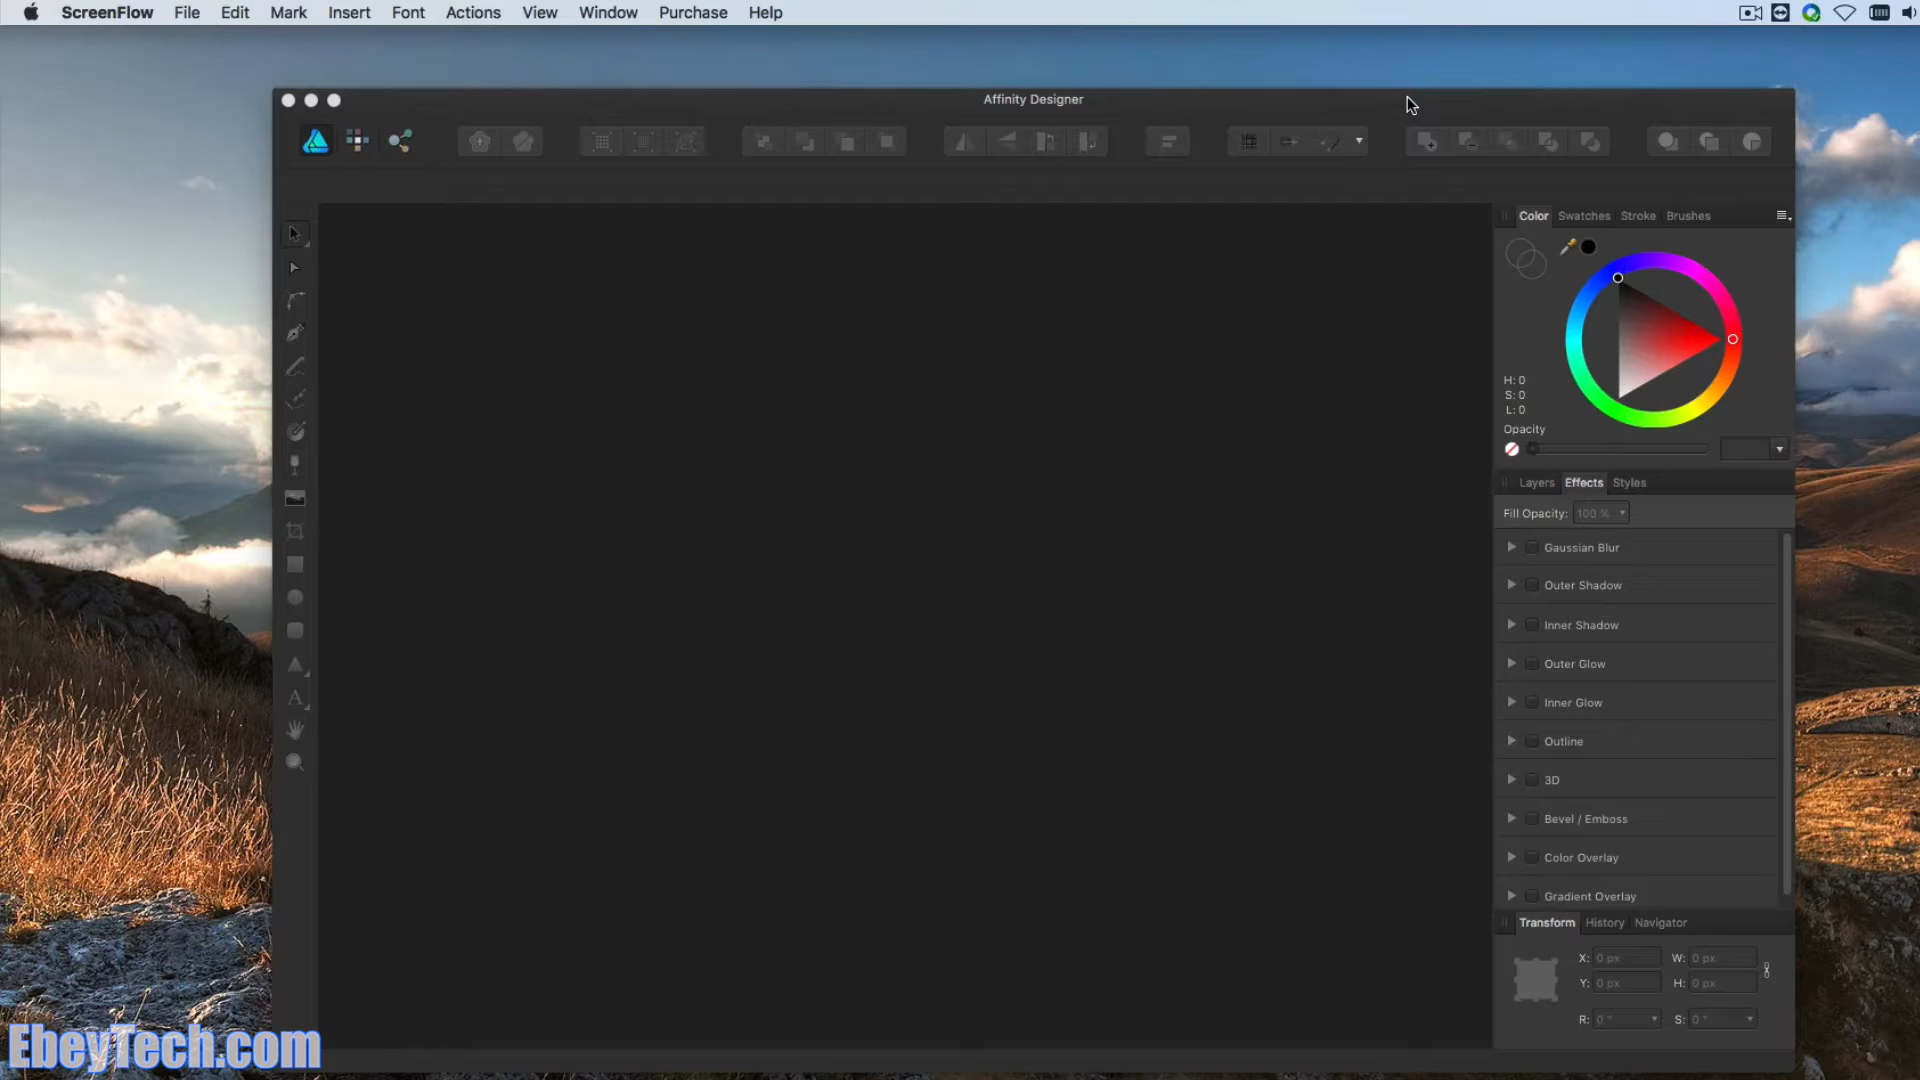 ScreenFlow File Edit Mark Insert Font Actions View Window Purchase Help
Affinity Designer
Color Swatches Stroke Brushes
H: 0
S: 0
L: 0
Opacity
Layers Effects Styles
Fill Opacity: 100 %
Gaussian Blur
Outer Shadow
Inner Shadow
Outer Glow
Inner Glow
Outline
3D
Bevel / Emboss
Color Overlay
Gradient Overlay
Transform History Navigator
X: 0 px W: 0 px
Y: 0 px H: 0 px
R: 0 ° S: 0 °
EbeyTech.com